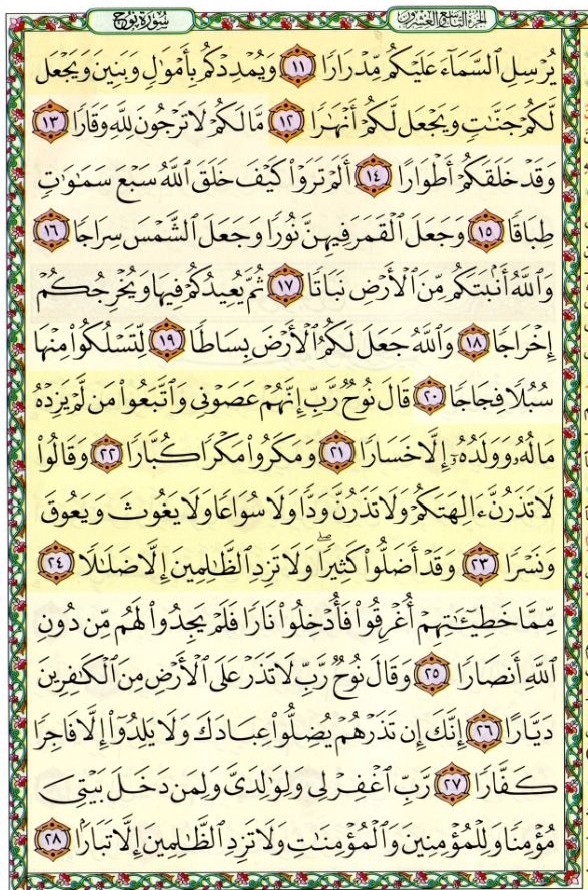 الجزء التاسع والعشرون
سُورَةُ نُوحٍ
يُرۡسِلِ ٱلسَّمَآءَ عَلَيۡكُم مِّدۡرَارٗا ١١ وَيُمۡدِدۡكُم بِأَمۡوَٰلٖ وَبَنِينَ وَيَجۡعَل
لَّكُمۡ جَنَّٰتٖ وَيَجۡعَل لَّكُمۡ أَنۡهَٰرٗا ١٢ مَّا لَكُمۡ لَا تَرۡجُونَ لِلَّهِ وَقَارٗا ١٣
وَقَدۡ خَلَقَكُمۡ أَطۡوَارًا ١٤ أَلَمۡ تَرَوۡاْ كَيۡفَ خَلَقَ ٱللَّهُ سَبۡعَ سَمَٰوَٰتٖ
طِبَاقٗا ١٥ وَجَعَلَ ٱلۡقَمَرَ فِيهِنَّ نُورٗا وَجَعَلَ ٱلشَّمۡسَ سِرَاجٗا ١٦
وَٱللَّهُ أَنۢبَتَكُم مِّنَ ٱلۡأَرۡضِ نَبَاتٗا ١٧ ثُمَّ يُعِيدُكُمۡ فِيهَا وَيُخۡرِجُكُمۡ
إِخۡرَاجٗا ١٨ وَٱللَّهُ جَعَلَ لَكُمُ ٱلۡأَرۡضَ بِسَاطٗا ١٩ لِّتَسۡلُكُواْ مِنۡهَا
سُبُلٗا فِجَاجٗا ٢٠ قَالَ نُوحٞ رَّبِّ إِنَّهُمۡ عَصَوۡنِي وَٱتَّبَعُواْ مَن لَّمۡ يَزِدۡهُ
مَالُهُۥ وَوَلَدُهُۥٓ إِلَّا خَسَارٗا ٢١ وَمَكَرُواْ مَكۡرٗا كُبَّارٗا ٢٢ وَقَالُواْ
لَا تَذَرُنَّ ءَالِهَتَكُمۡ وَلَا تَذَرُنَّ وَدّٗا وَلَا سُوَاعٗا وَلَا يَغُوثَ وَيَعُوقَ
وَنَسۡرٗا ٢٣ وَقَدۡ أَضَلُّواْ كَثِيرٗاۖ وَلَا تَزِدِ ٱلظَّٰلِمِينَ إِلَّا ضَلَٰلٗا ٢٤
مِّمَّا خَطِيٓـَٰٔتِهِمۡ أُغۡرِقُواْ فَأُدۡخِلُواْ نَارٗا فَلَمۡ يَجِدُواْ لَهُم مِّن دُونِ
ٱللَّهِ أَنصَارٗا ٢٥ وَقَالَ نُوحٞ رَّبِّ لَا تَذَرۡ عَلَى ٱلۡأَرۡضِ مِنَ ٱلۡكَٰفِرِينَ
دَيَّارًا ٢٦ إِنَّكَ إِن تَذَرۡهُمۡ يُضِلُّواْ عِبَادَكَ وَلَا يَلِدُوٓاْ إِلَّا فَاجِرٗا
كَفَّارٗا ٢٧ رَّبِّ ٱغۡفِرۡ لِي وَلِوَٰلِدَيَّ وَلِمَن دَخَلَ بَيۡتِيَ
مُؤۡمِنٗا وَلِلۡمُؤۡمِنِينَ وَٱلۡمُؤۡمِنَٰتِۖ وَلَا تَزِدِ ٱلظَّٰلِمِينَ إِلَّا تَبَارَۢا ٢٨